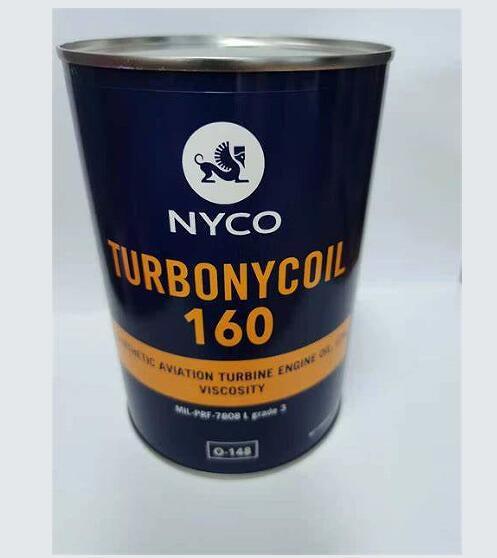 NYCO
TURBONYCOIL
160
AVIATION TURBINE ENGINE OIL,
VISCOSITY
MIL-PRF-7808 L grade 3
O-148